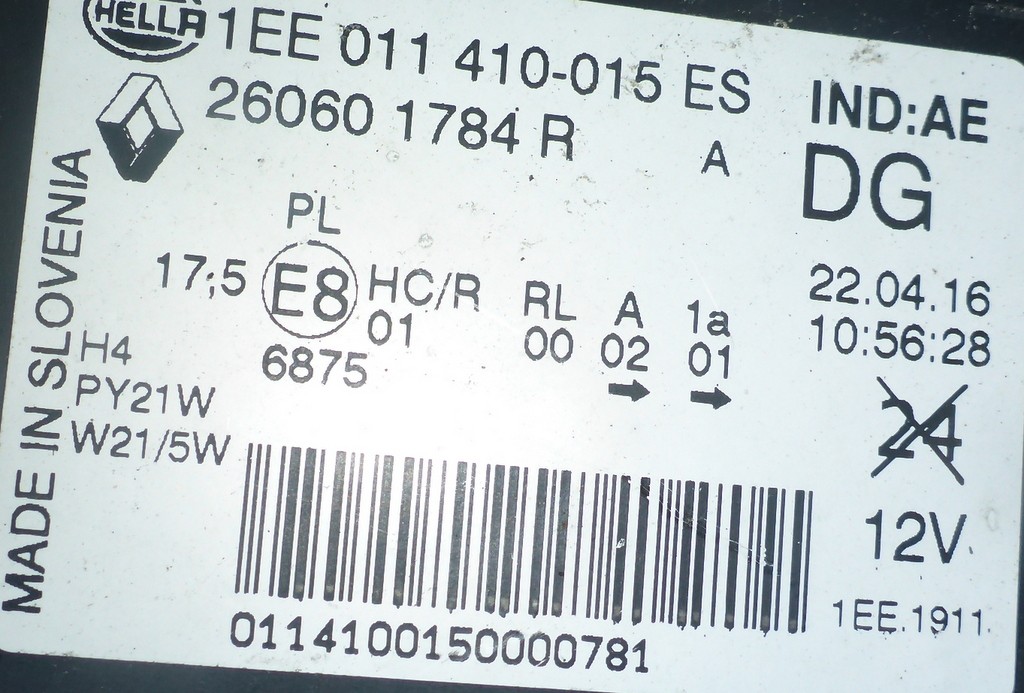 HELLA 1EE 011 410-015 ES
26060 1784 R
A
IND:AE
DG
PL
17;5 E8 HC/R RL A 1a
01 00 02 01
6875
22.04.16
10:56:28
H4
PY21W
W21/5W
24
12V
1EE.1911
01141001500000781
MADE IN SLOVENIA